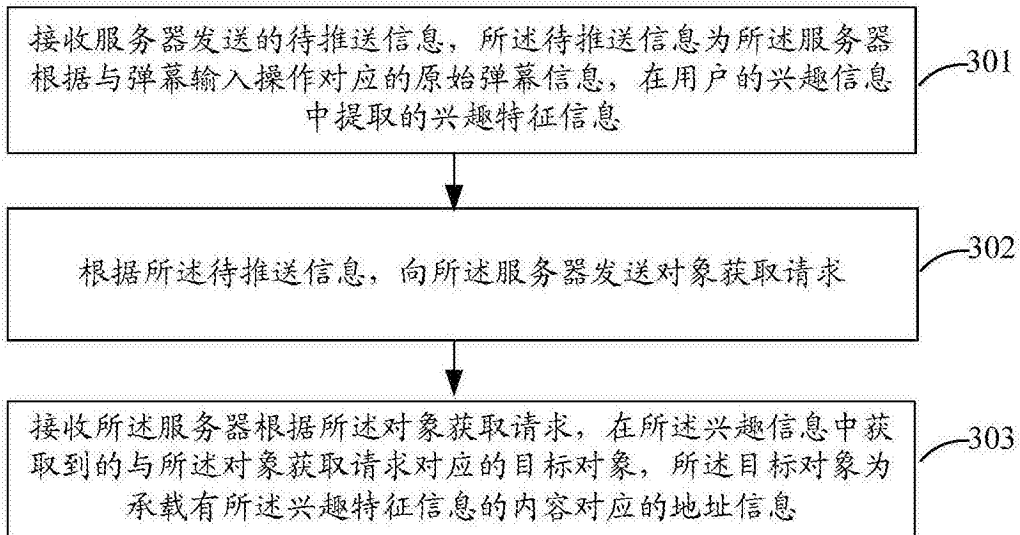 接收服务器发送的待推送信息，所述待推送信息为所述服务器
根据与弹幕输入操作对应的原始弹幕信息，在用户的兴趣信息
中提取的兴趣特征信息
301
根据所述待推送信息，向所述服务器发送对象获取请求
302
接收所述服务器根据所述对象获取请求，在所述兴趣信息中获
取到的与所述对象获取请求对应的目标对象，所述目标对象为
承载有所述兴趣特征信息的内容对应的地址信息
303